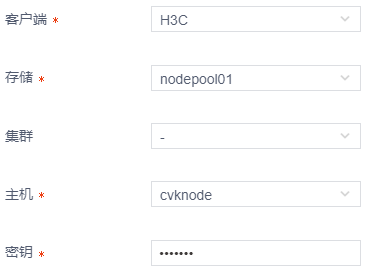 客户端 * H3C
存储 * nodepool01
集群 -
主机 * cvknode
密钥 * •••••••